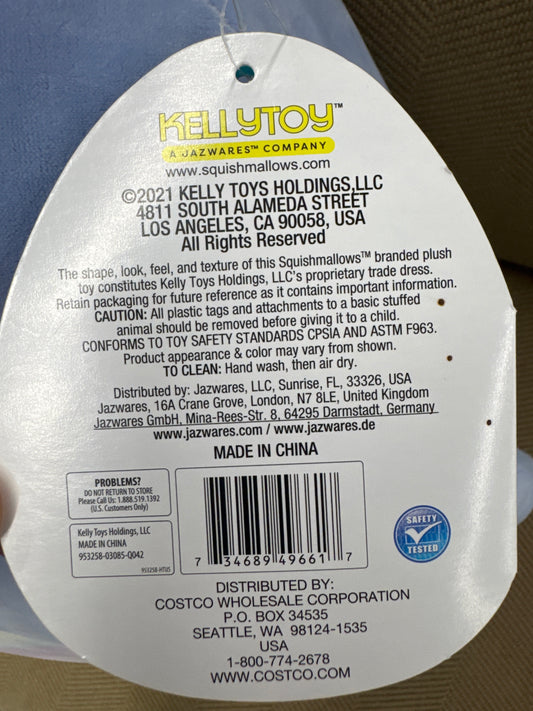 KELLYTOY™
A JAZWARES™ COMPANY
www.squishmallows.com
©2021 KELLY TOYS HOLDINGS,LLC
4811 SOUTH ALAMEDA STREET
LOS ANGELES, CA 90058, USA
All Rights Reserved
The shape, look, feel, and texture of this Squishmallows™ branded plush
toy constitutes Kelly Toys Holdings, LLC's proprietary trade dress.
Retain packaging for future reference as it contains important information.
CAUTION: All plastic tags and attachments to a basic stuffed
animal should be removed before giving it to a child.
CONFORMS TO TOY SAFETY STANDARDS CPSIA AND ASTM F963.
Product appearance & color may vary from shown.
TO CLEAN: Hand wash, then air dry.
Distributed by: Jazwares, LLC, Sunrise, FL, 33326, USA
Jazwares, 16A Crane Grove, London, N7 8LE, United Kingdom
Jazwares GmbH, Mina-Rees-Str. 8, 64295 Darmstadt, Germany
www.jazwares.com / www.jazwares.de
MADE IN CHINA
PROBLEMS?
DO NOT RETURN TO STORE
Please Call Us: 1.888.519.1392
(U.S. Customers Only)
Kelly Toys Holdings, LLC
MADE IN CHINA
953258-03085-Q042
953258-HTUS
7 34689 49661 7
SAFETY
TESTED
DISTRIBUTED BY:
COSTCO WHOLESALE CORPORATION
P.O. BOX 34535
SEATTLE, WA 98124-1535
USA
1-800-774-2678
WWW.COSTCO.COM